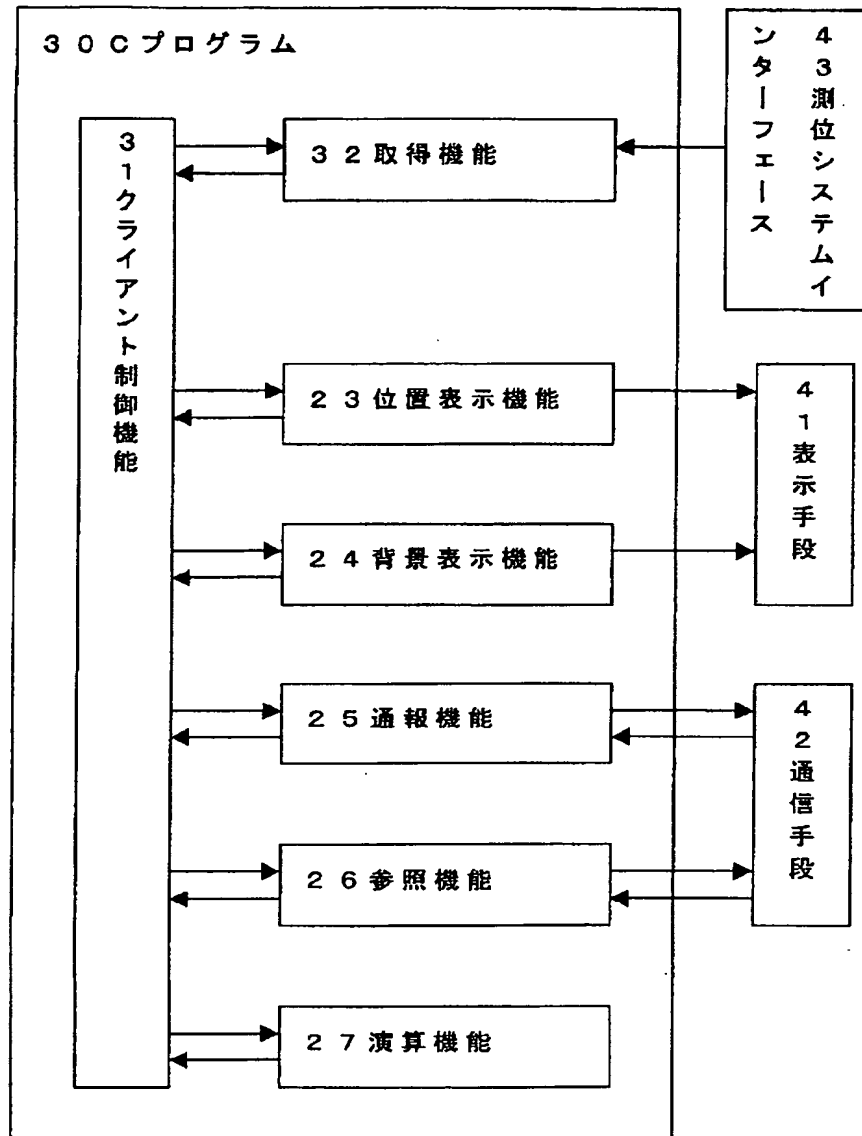 30Cプログラム
31クライアント制御機能
32取得機能
43測位システムイ
ンターフェース
23位置表示機能
41表示手段
24背景表示機能
25通報機能
42通信手段
26参照機能
27演算機能